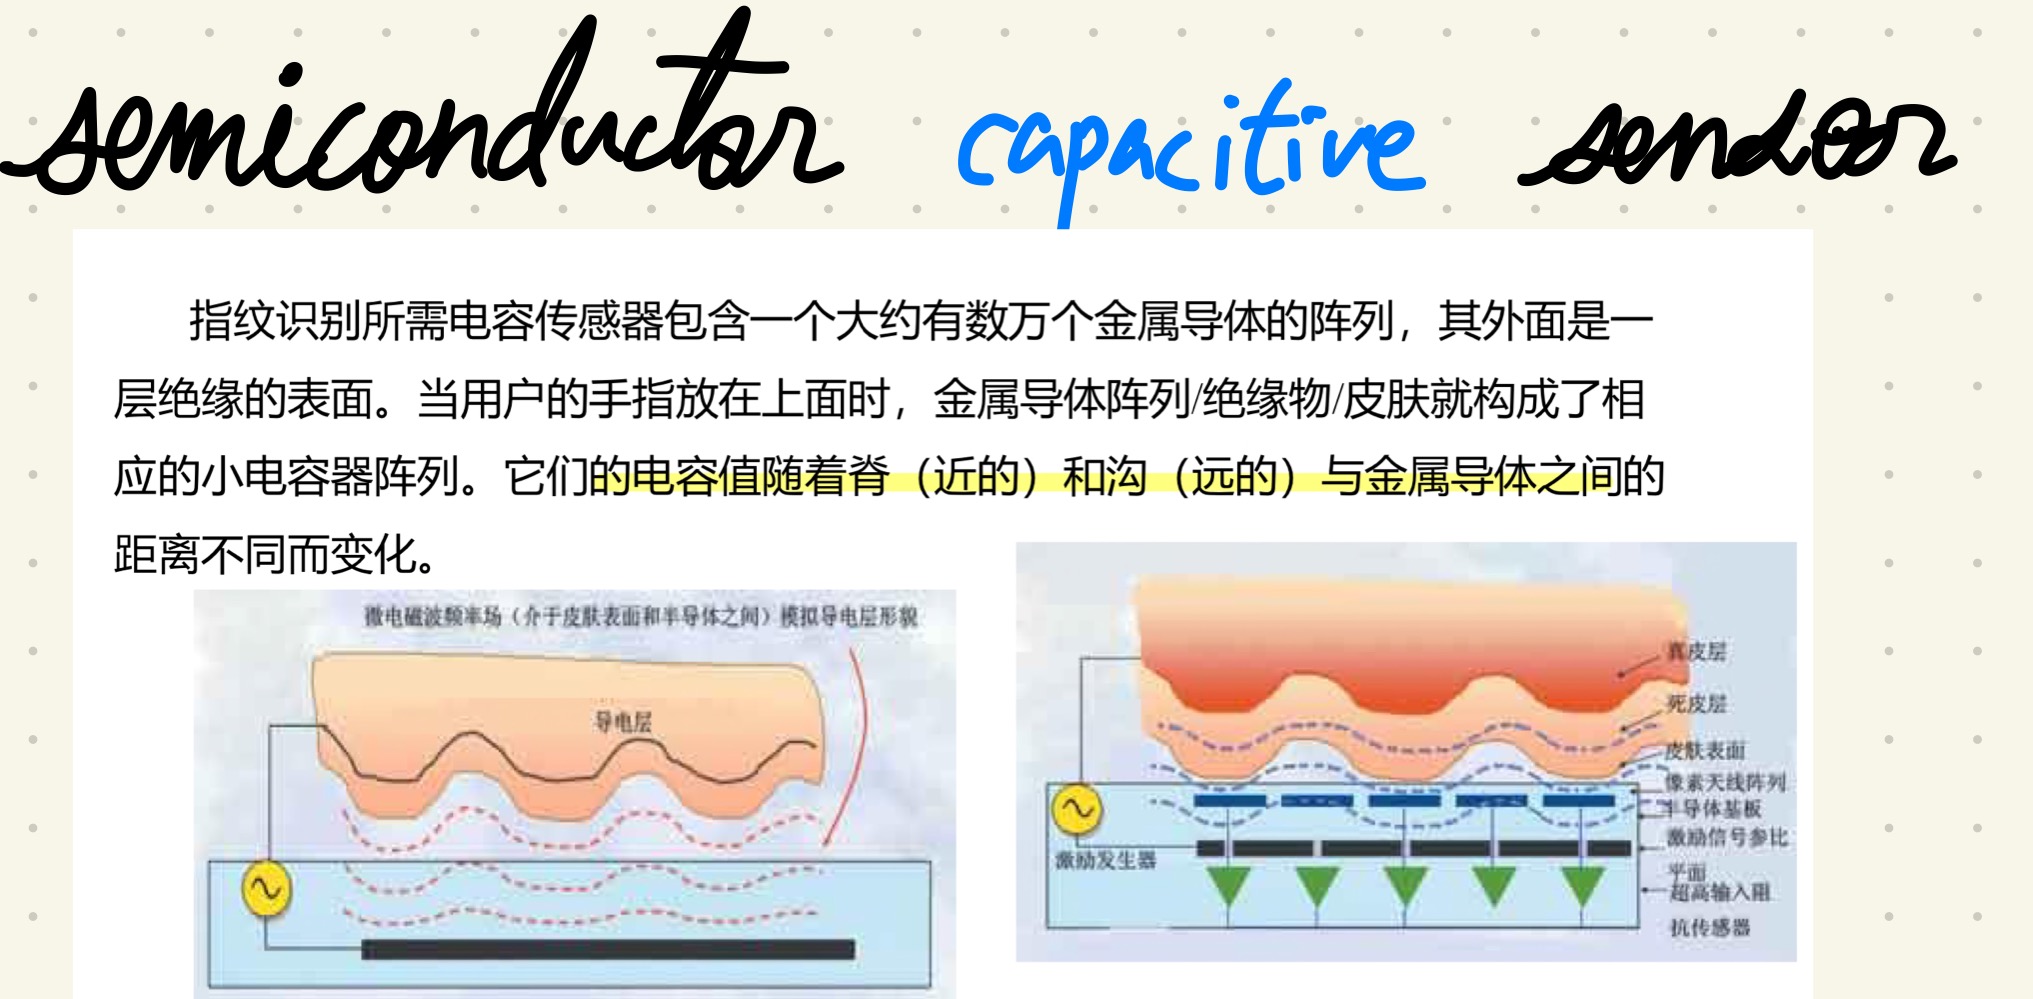 semiconductor capacitive sensor
指纹识别所需电容传感器包含一个大约有数万个金属导体的阵列，其外面是一
层绝缘的表面。当用户的手指放在上面时，金属导体阵列/绝缘物/皮肤就构成了相
应的小电容器阵列。它们的电容值随着脊（近的）和沟（远的）与金属导体之间的
距离不同而变化。
微电磁波频率场（介于皮肤表面和半导体之间）模拟导电层形貌
导电层
真皮层
死皮层
皮肤表面
像素天线阵列
半导体基板
激励信号参比
平面
超高输入阻
抗传感器
激励发生器